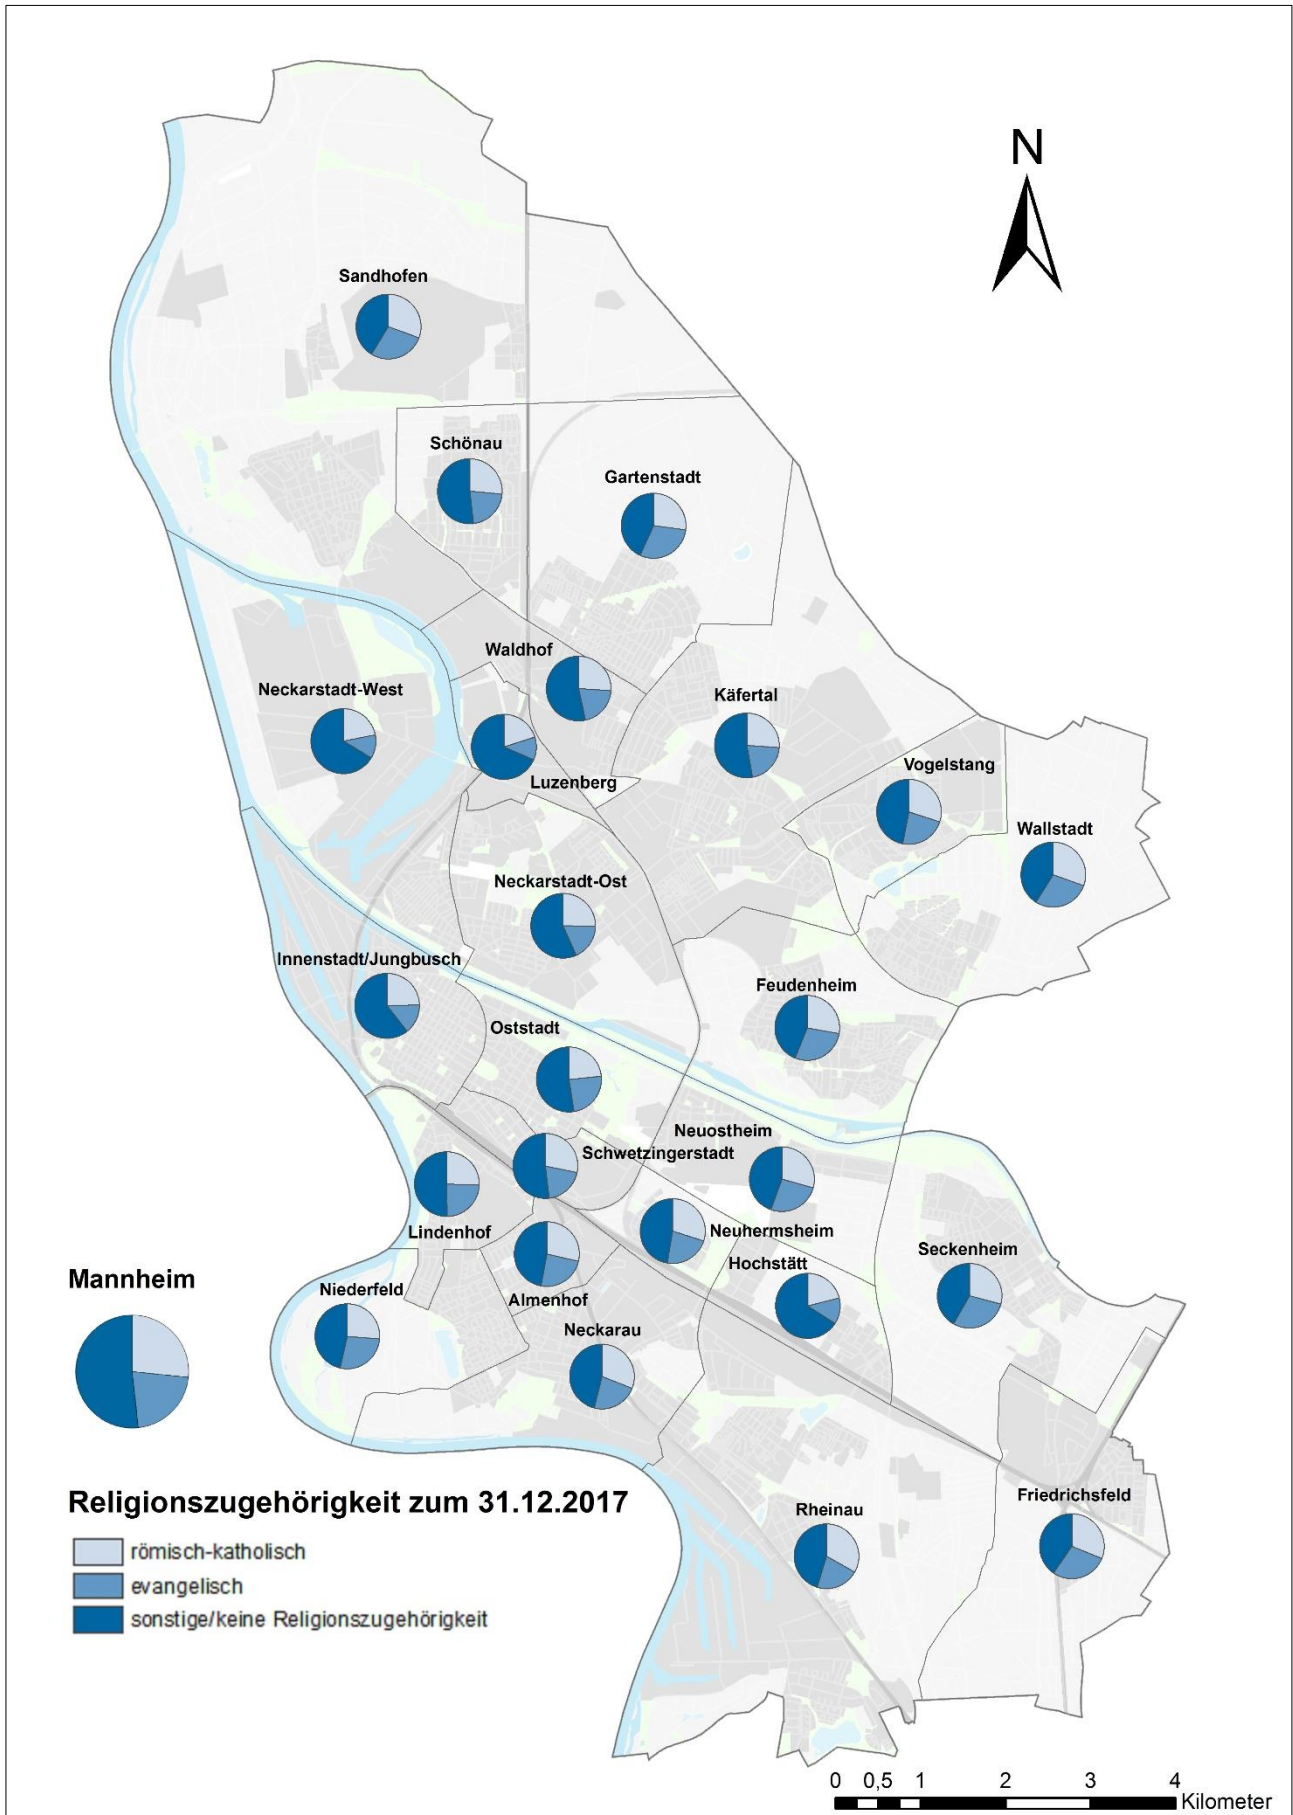 N
Sandhofen
Schönau
Gartenstadt
Waldhof
Neckarstadt-West
Käfertal
Luzenberg
Vogelstang
Wallstadt
Neckarstadt-Ost
Innenstadt/Jungbusch
Feudenheim
Oststadt
Neuostheim
Schwetzingerstadt
Lindenhof
Neuhermsheim
Seckenheim
Hochstätt
Mannheim
Niederfeld
Almenhof
Neckarau
Religionszugehörigkeit zum 31.12.2017
Friedrichsfeld
Rheinau
römisch-katholisch
evangelisch
sonstige/keine Religionszugehörigkeit
0 0,5 1 2 3 4
Kilometer